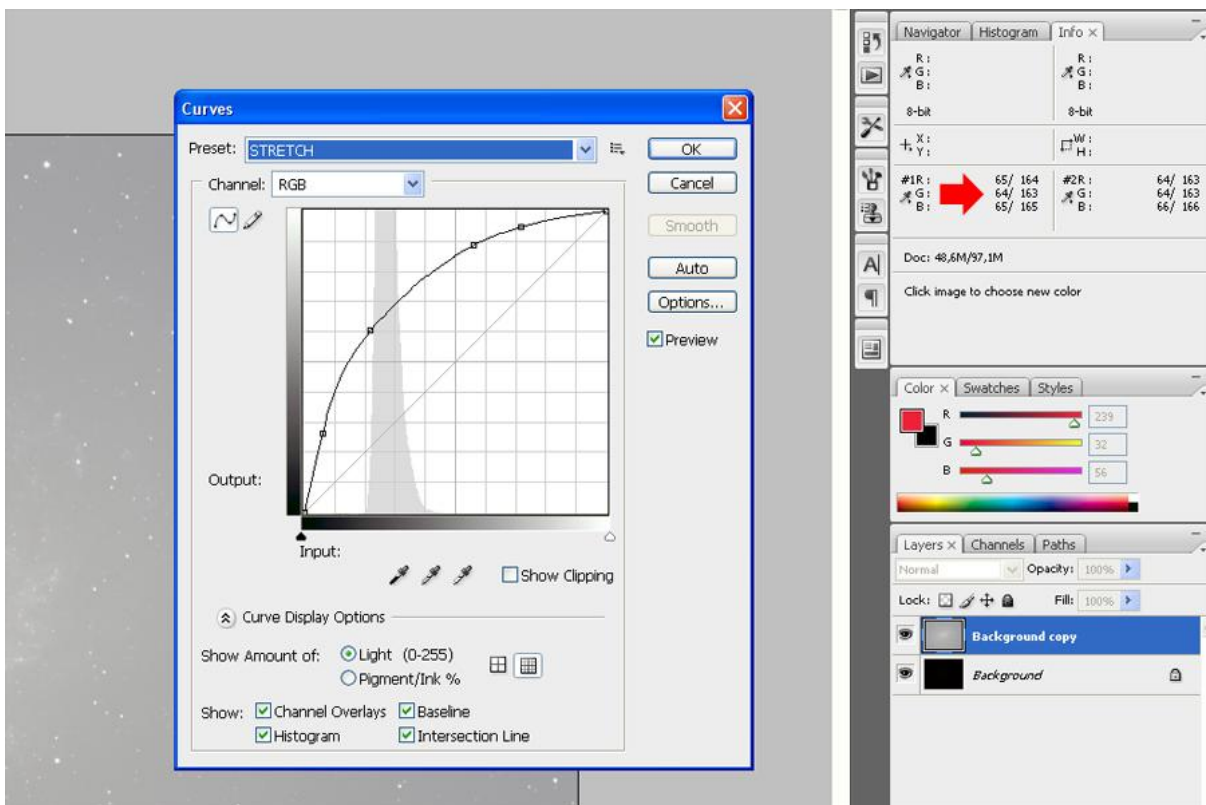 Curves
Preset: STRETCH
Channel: RGB
OK
Cancel
Smooth
Auto
Options...
Preview
Output:
Input:
Show Clipping
Curve Display Options
Show Amount of: Light (0-255)
Pigment/Ink %
Show: Channel Overlays Baseline
Histogram Intersection Line
Navigator Histogram Info ×
R : R :
G : G :
B : B :
8-bit 8-bit
X : W :
Y : H :
#1R : 65/ 164 #2R : 64/ 163
G : 64/ 163 G : 64/ 163
B : 65/ 165 B : 66/ 166
Doc: 48,6M/97,1M
Click image to choose new color
A
Color × Swatches Styles
R 239
G 32
B 56
Layers × Channels Paths
Normal Opacity: 100%
Lock: Fill: 100%
Background copy
Background